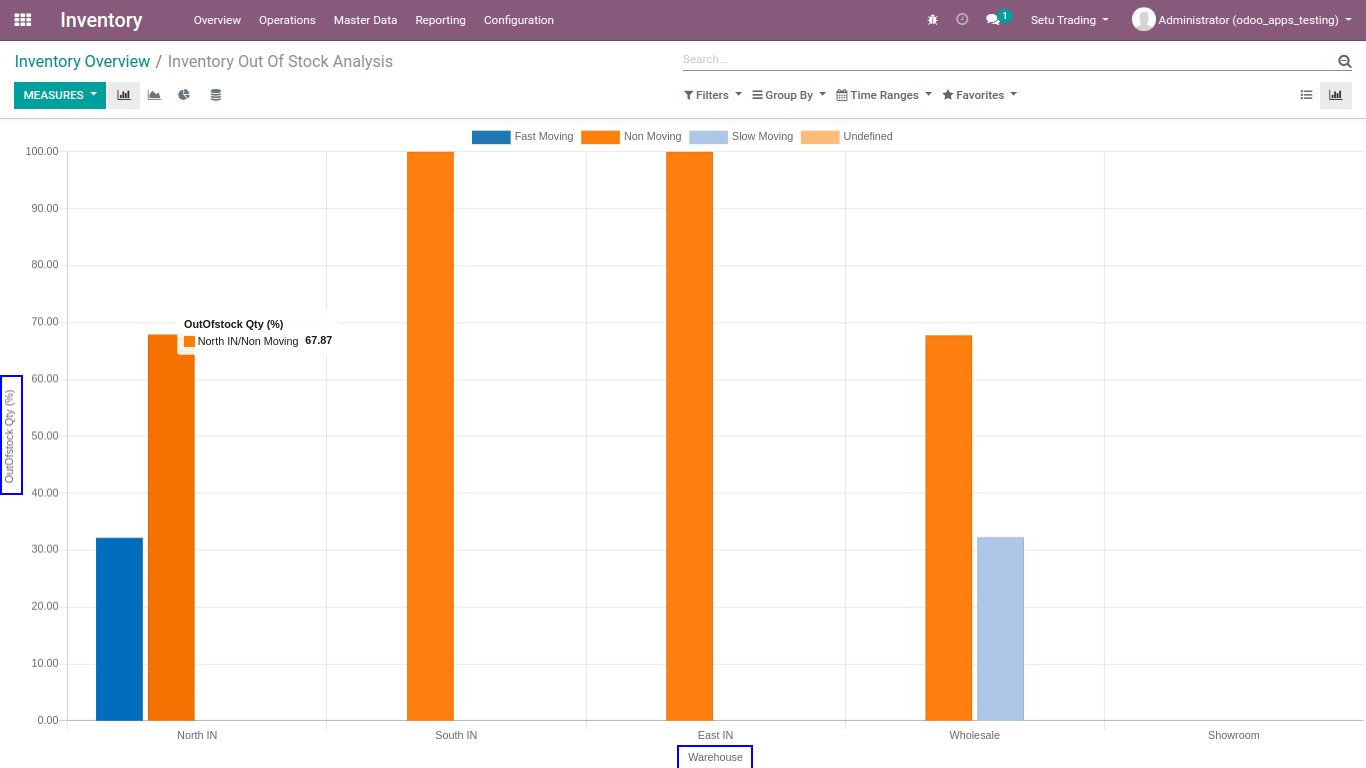 Inventory Overview Operations Master Data Reporting Configuration 1 Setu Trading Administrator (odoo_apps_testing)
Inventory Overview / Inventory Out Of Stock Analysis Search...
MEASURES Filters Group By Time Ranges Favorites
Fast Moving Non Moving Slow Moving Undefined
100.00
90.00
80.00
70.00
60.00
50.00
40.00
30.00
20.00
10.00
0.00
OutOfstock Qty (%)
OutOfstock Qty (%)
North IN/Non Moving 67.87
North IN South IN East IN Wholesale Showroom
Warehouse